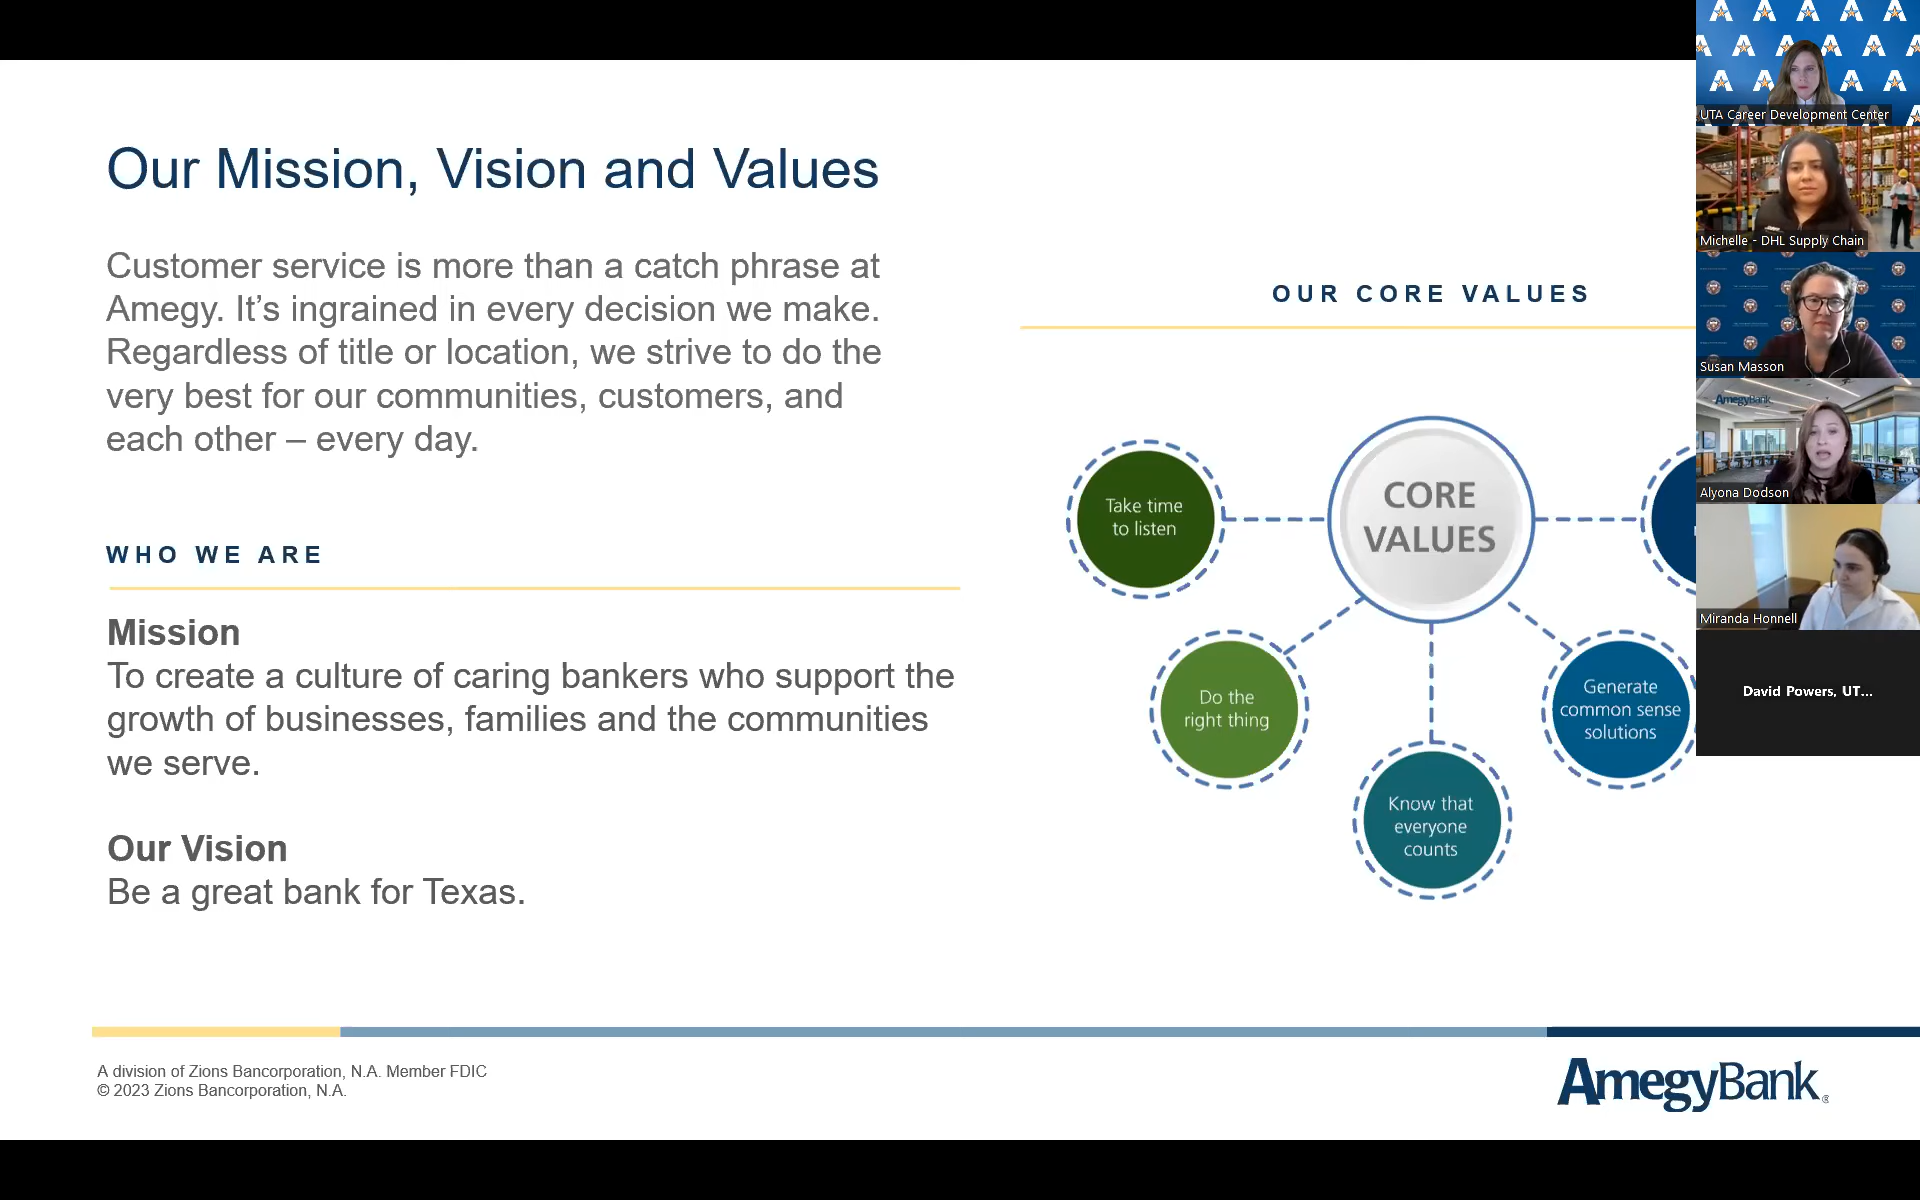 Our Mission, Vision and Values
Customer service is more than a catch phrase at
Amegy. It’s ingrained in every decision we make.
Regardless of title or location, we strive to do the
very best for our communities, customers, and
each other – every day.
WHO WE ARE
Mission
To create a culture of caring bankers who support the
growth of businesses, families and the communities
we serve.
Our Vision
Be a great bank for Texas.
OUR CORE VALUES
CORE
VALUES
Take time
to listen
Do the
right thing
Know that
everyone
counts
Generate
common sense
solutions
A division of Zions Bancorporation, N.A. Member FDIC
© 2023 Zions Bancorporation, N.A.
AmegyBank®
UTA Career Development Center
Michelle - DHL Supply Chain
Susan Masson
AmegyBank
Alyona Dodson
Miranda Honnell
David Powers, UT...